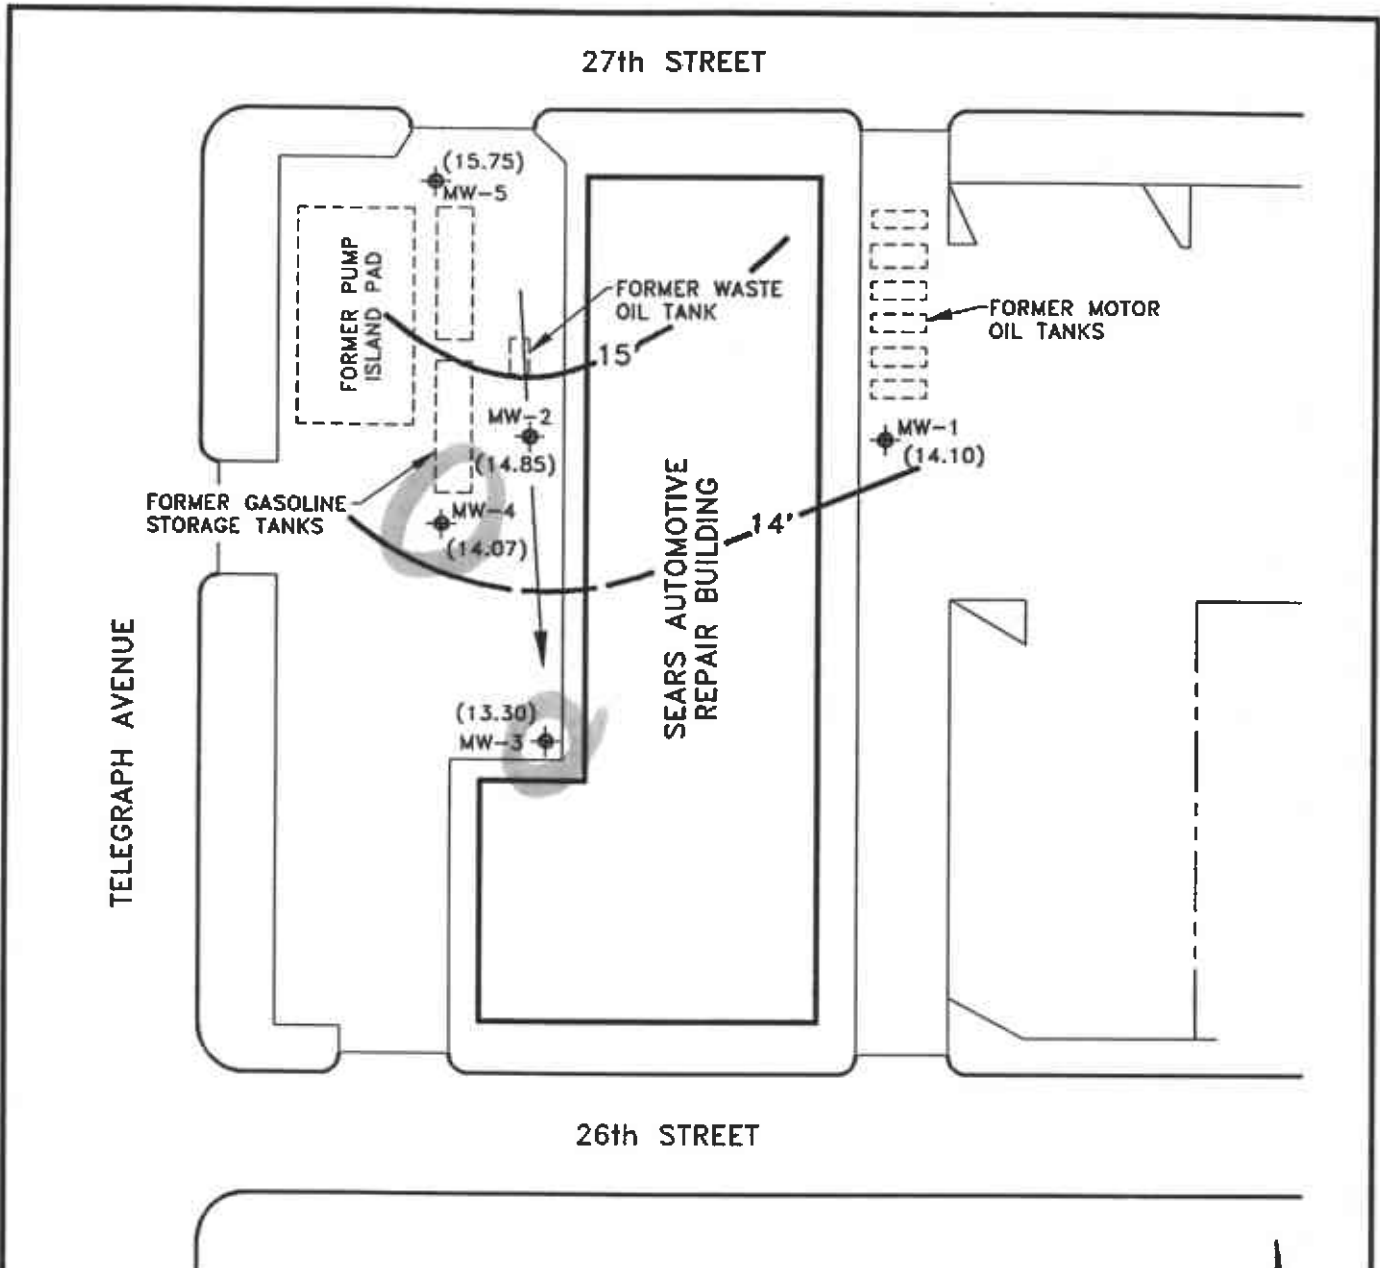 27th STREET
(15.75)
MW-5
FORMER PUMP
ISLAND PAD
FORMER WASTE
OIL TANK
15'
FORMER MOTOR
OIL TANKS
MW-2
(14.85)
MW-1
(14.10)
FORMER GASOLINE
STORAGE TANKS
MW-4
(14.07)
14'
SEARS AUTOMOTIVE
REPAIR BUILDING
TELEGRAPH AVENUE
(13.30)
MW-3
26th STREET